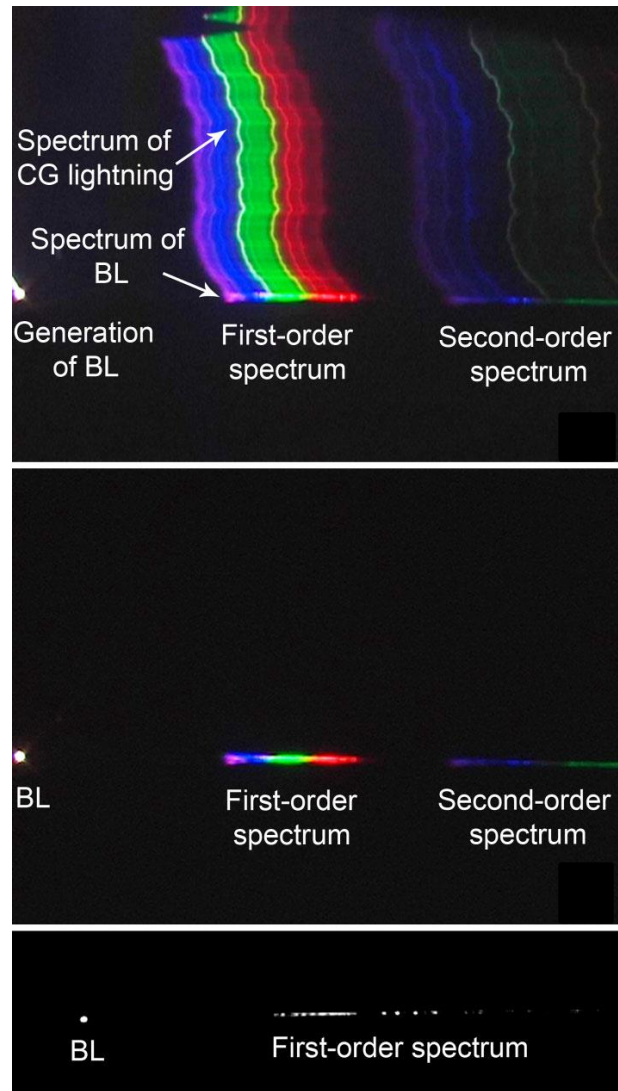 Spectrum of
CG lightning
Spectrum of
BL
Generation
of BL
First-order
spectrum
Second-order
spectrum
BL
First-order
spectrum
Second-order
spectrum
BL
First-order spectrum